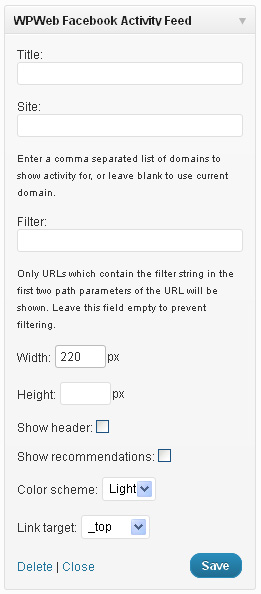 WPWeb Facebook Activity Feed
Title:
Site:
Enter a comma separated list of domains to
show activity for, or leave blank to use current
domain.
Filter:
Only URLs which contain the filter string in the
first two path parameters of the URL will be
shown. Leave this field empty to prevent
filtering.
Width: 220 px
Height: px
Show header:
Show recommendations:
Color scheme: Light
Link target: _top
Delete | Close Save